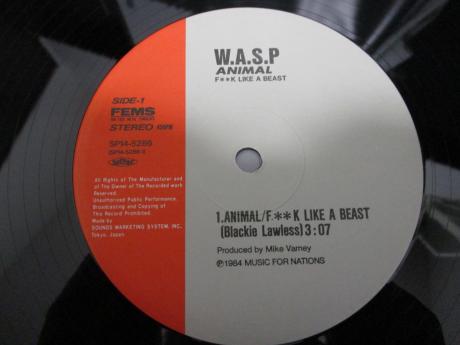 W.A.S.P
ANIMAL
F**K LIKE A BEAST
SIDE-1
FEMS
STEREO
SP14-5286
All Rights of The Manufacturer and
of The Owner of The Recorded work
Reserved.
Unauthorized Public Performance,
Broadcasting and Copying of
This Record Prohibited.
Made by
SOUNDS MARKETING SYSTEM, INC.
Tokyo, Japan
1.ANIMAL/F.**K LIKE A BEAST
(Blackie Lawless)3:07
Produced by Mike Varney
℗1984 MUSIC FOR NATIONS